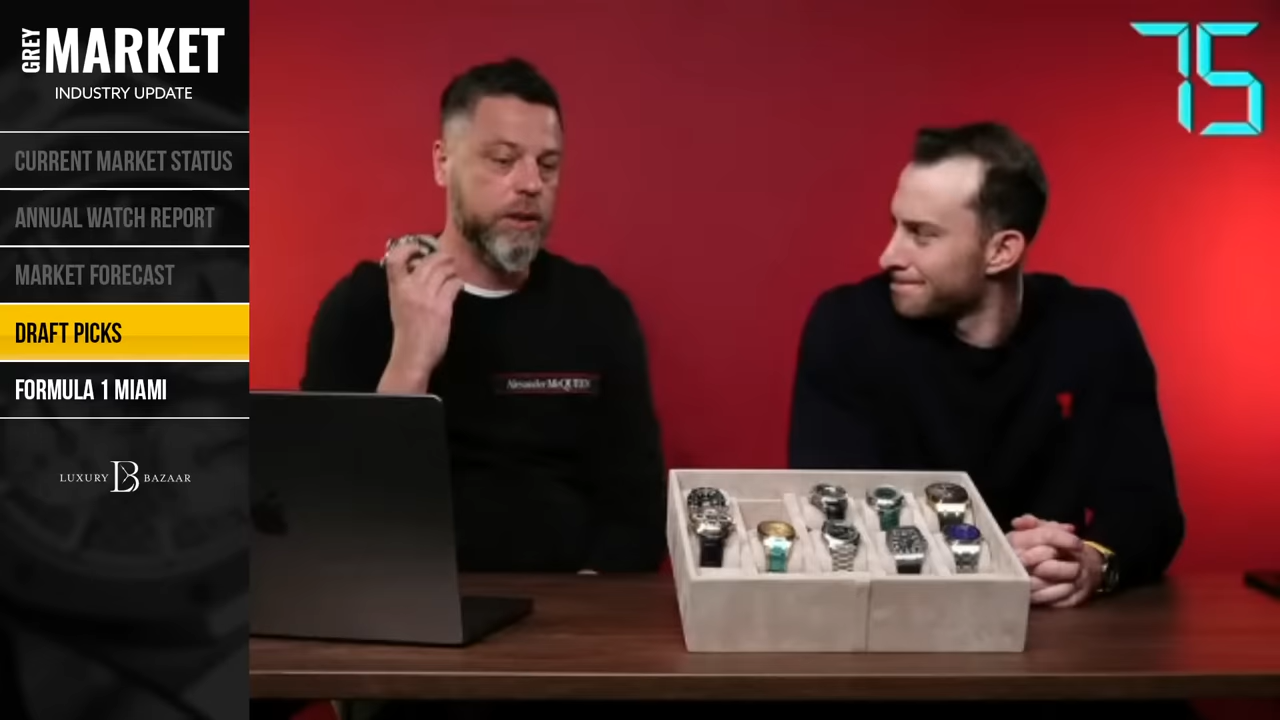 GREY
MARKET
INDUSTRY UPDATE
CURRENT MARKET STATUS
ANNUAL WATCH REPORT
MARKET FORECAST
DRAFT PICKS
FORMULA 1 MIAMI
LUXURY LB BAZAAR
75
Alexander McQUEEN